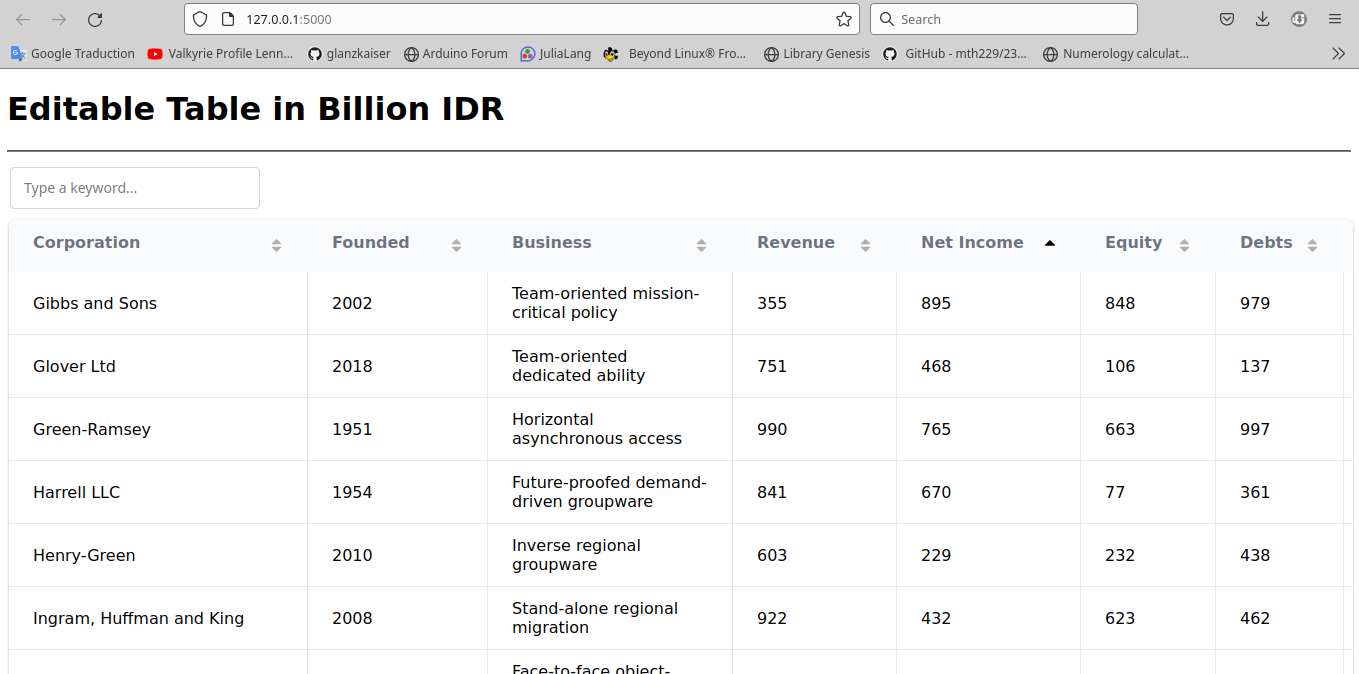 127.0.0.1:5000
Search
Google Traduction Valkyrie Profile Lenn... glanzkaiser Arduino Forum JuliaLang Beyond Linux® Fro... Library Genesis GitHub - mth229/23... Numerology calculat...
Editable Table in Billion IDR
Type a keyword...
Corporation Founded Business Revenue Net Income Equity Debts
Gibbs and Sons 2002 Team-oriented mission-critical policy 355 895 848 979
Glover Ltd 2018 Team-oriented dedicated ability 751 468 106 137
Green-Ramsey 1951 Horizontal asynchronous access 990 765 663 997
Harrell LLC 1954 Future-proofed demand-driven groupware 841 670 77 361
Henry-Green 2010 Inverse regional groupware 603 229 232 438
Ingram, Huffman and King 2008 Stand-alone regional migration 922 432 623 462
Face-to-face object-